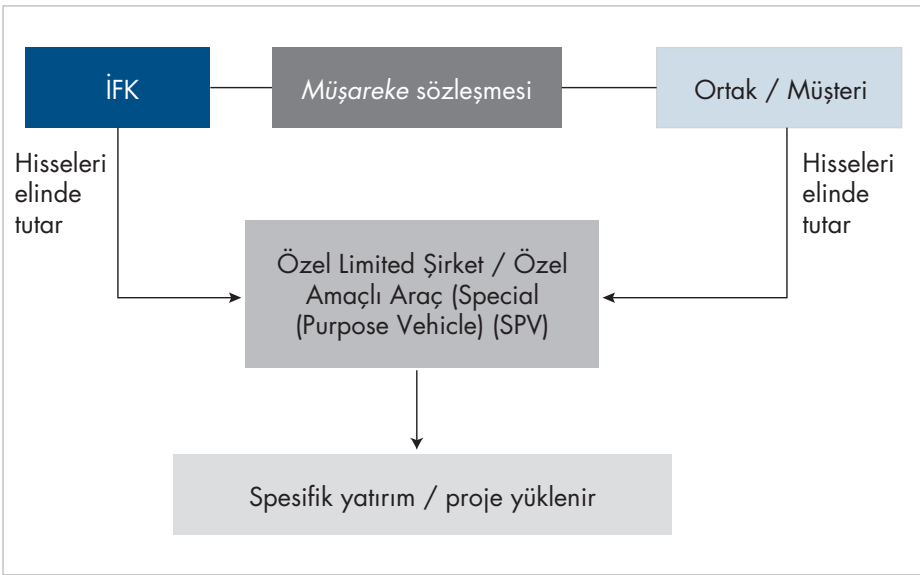 İFK
Müşareke sözleşmesi
Ortak / Müşteri
Hisseleri
elinde
tutar
Hisseleri
elinde
tutar
Özel Limited Şirket / Özel
Amaçlı Araç (Special
(Purpose Vehicle) (SPV)
Spesifik yatırım / proje yüklenir